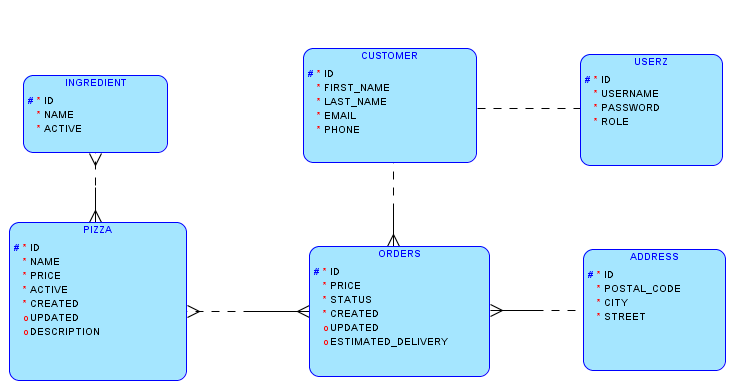 INGREDIENT
#* ID
* NAME
* ACTIVE
CUSTOMER
#* ID
* FIRST_NAME
* LAST_NAME
* EMAIL
* PHONE
USERZ
#* ID
* USERNAME
* PASSWORD
* ROLE
PIZZA
#* ID
* NAME
* PRICE
* ACTIVE
* CREATED
o UPDATED
o DESCRIPTION
ORDERS
#* ID
* PRICE
* STATUS
* CREATED
o UPDATED
o ESTIMATED_DELIVERY
ADDRESS
#* ID
* POSTAL_CODE
* CITY
* STREET